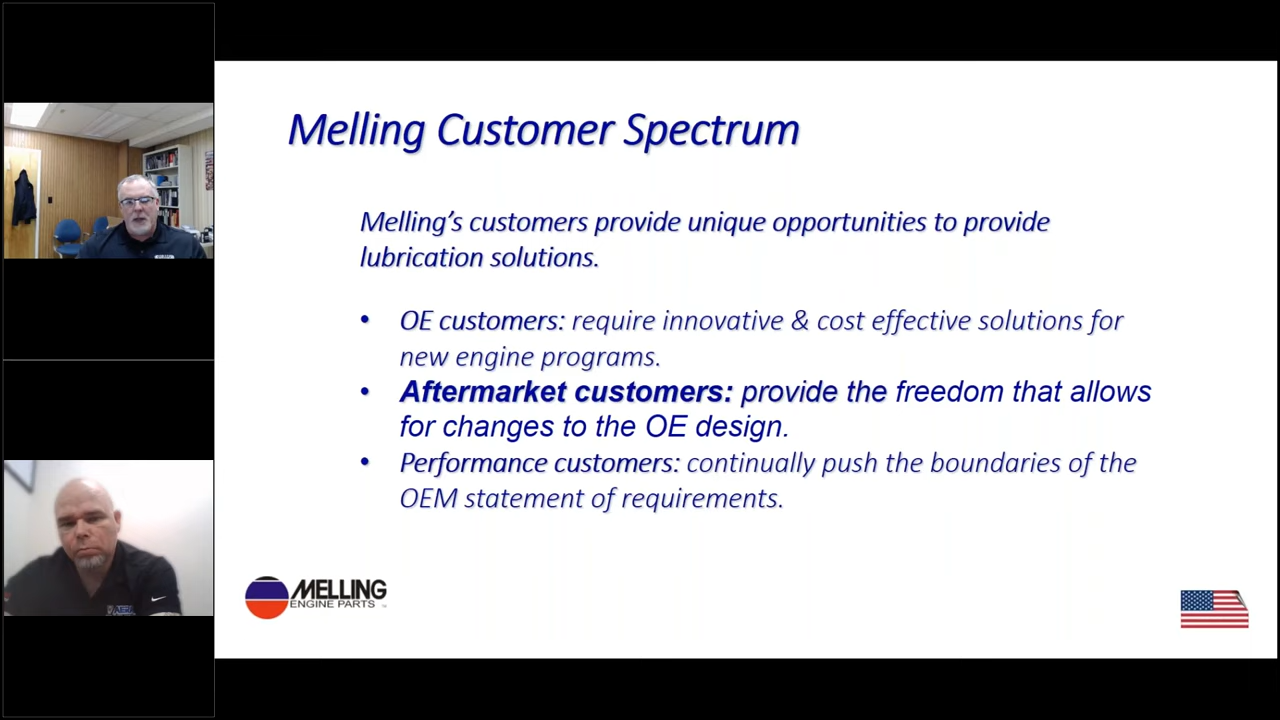 Melling Customer Spectrum
Melling's customers provide unique opportunities to provide
lubrication solutions.
• OE customers: require innovative & cost effective solutions for
new engine programs.
• Aftermarket customers: provide the freedom that allows
for changes to the OE design.
• Performance customers: continually push the boundaries of the
OEM statement of requirements.
MELLING
ENGINE PARTS